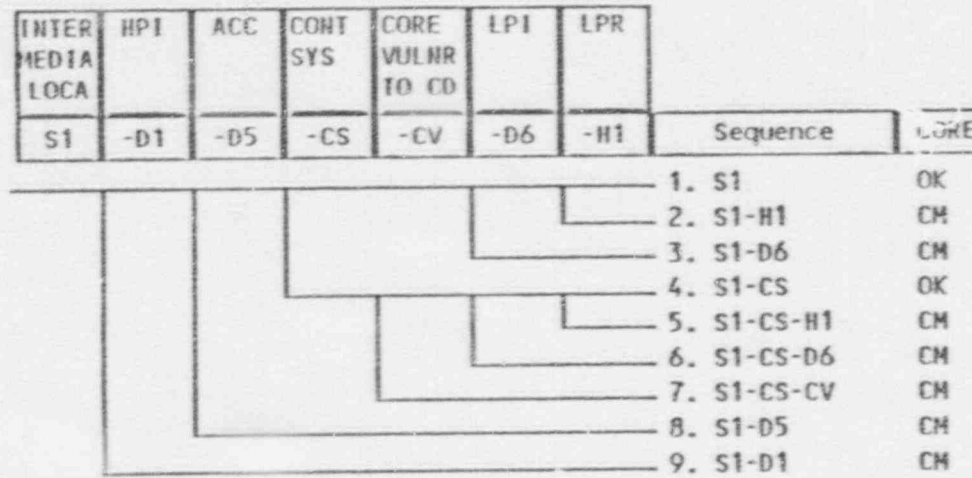 INTER HPI ACC CONT CORE LPI LPR
MEDIA SYS VULNR
LOCA TO CD
S1 -D1 -D5 -CS -CV -D6 -H1 Sequence CORE
1. S1 OK
2. S1-H1 CM
3. S1-D6 CM
4. S1-CS OK
5. S1-CS-H1 CM
6. S1-CS-D6 CM
7. S1-CS-CV CM
8. S1-D5 CM
9. S1-D1 CM